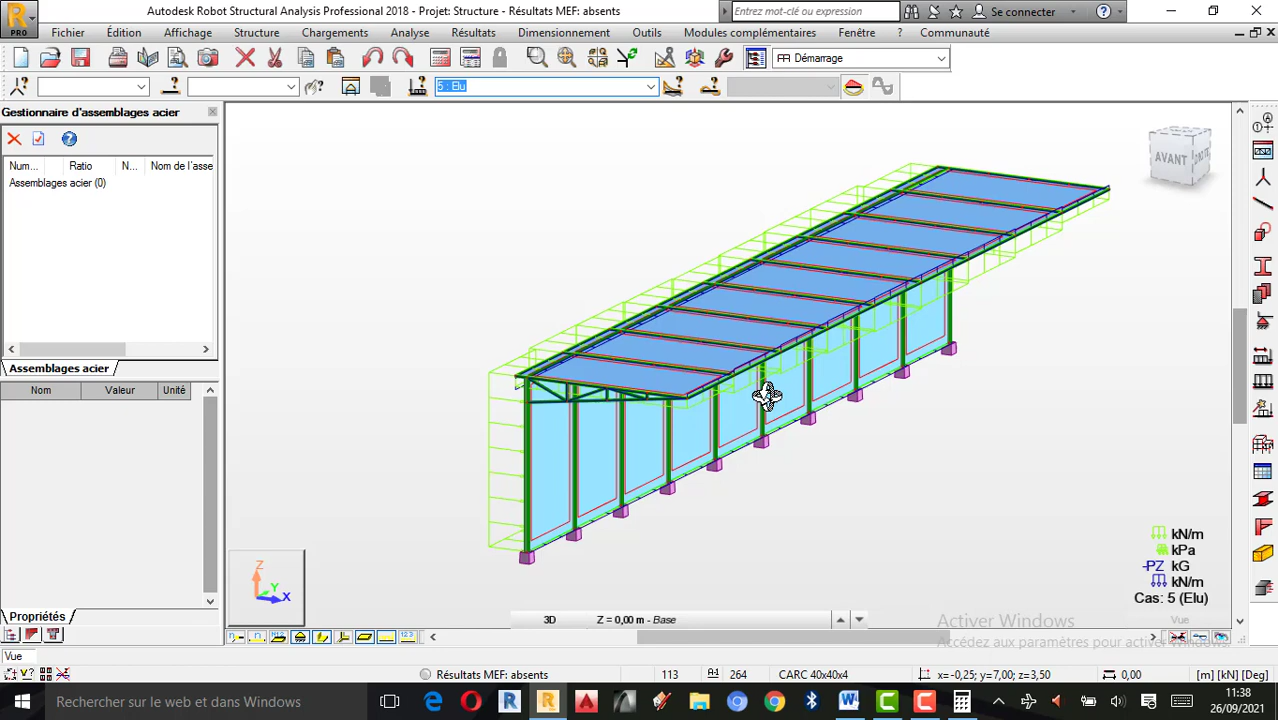 Autodesk Robot Structural Analysis Professional 2018 - Projet: Structure - Résultats MEF: absents
Entrez mot-clé ou expression
Se connecter
PRO
Fichier Édition Affichage Structure Chargements Analyse Résultats Dimensionnement Outils Modules complémentaires Fenêtre ? Communauté
Démarrage
5 : Elu
Gestionnaire d'assemblages acier
Num... Ratio N... Nom de l'asse
Assemblages acier (0)
AVANT
Assemblages acier
Nom Valeur Unité
kN/m
kPa
-PZ kG
kN/m
Cas: 5 (Elu)
Z
Y
X
Propriétés
3D Z = 0,00 m - Base
Activer Windows
Vue
Accédez aux paramètres pour activer Windows.
Vue
Résultats MEF: absents 113 264 CARC 40x40x4 x=-0,25; y=7,00; z=3,50 0,00 [m] [kN] [Deg]
Rechercher sur le web et dans Windows
11:38
26/09/2021